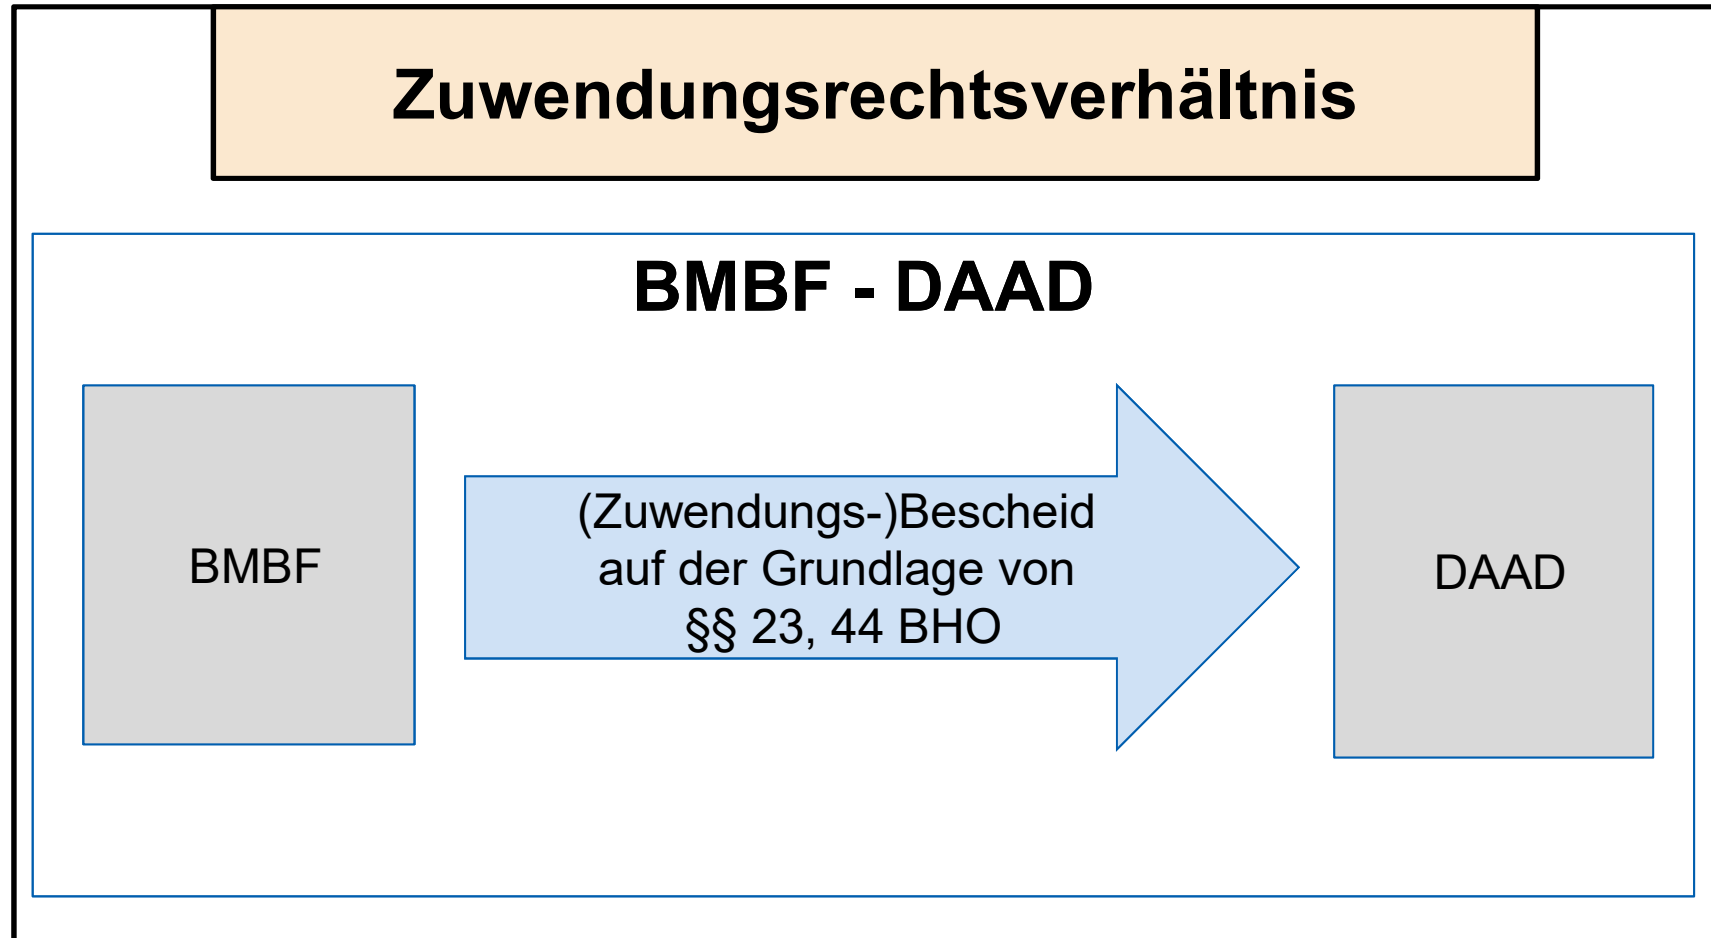 Zuwendungsrechtsverhältnis
BMBF - DAAD
BMBF
(Zuwendungs-)Bescheid
auf der Grundlage von
§§ 23, 44 BHO
DAAD